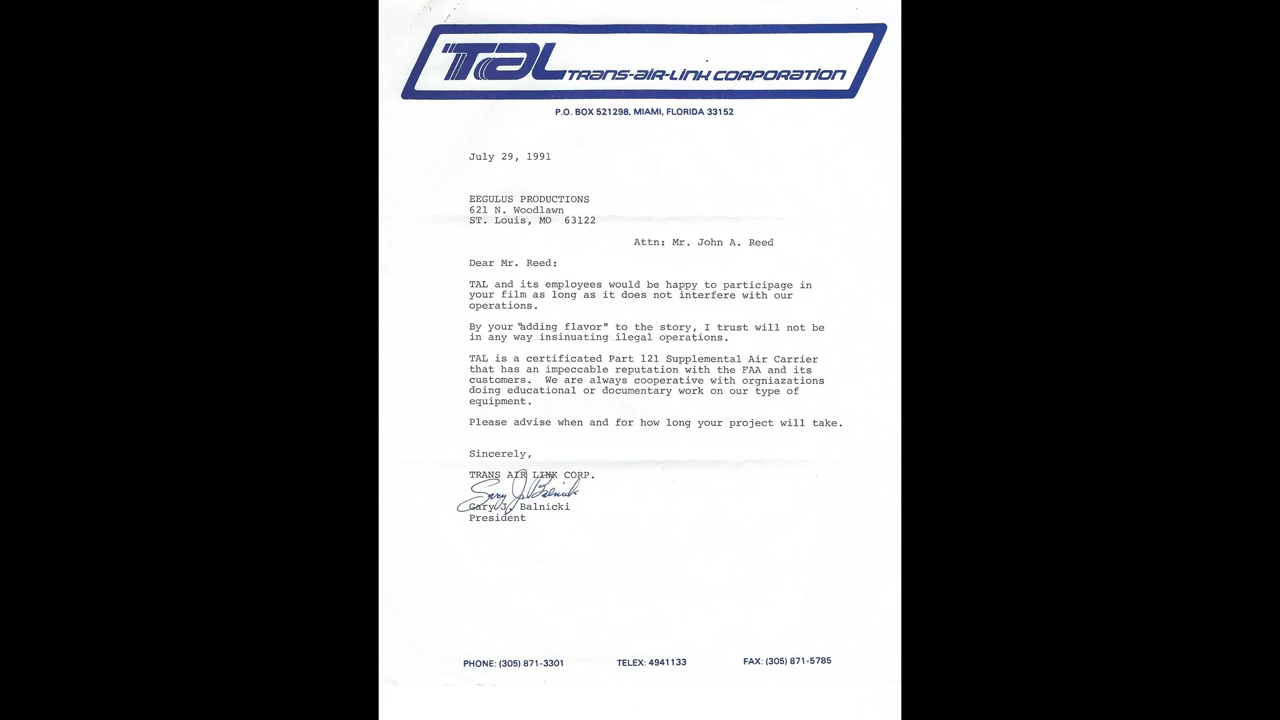 TAL TRANS-AIR-LINK CORPORATION
P.O. BOX 521298, MIAMI, FLORIDA 33152
July 29, 1991
EEGULUS PRODUCTIONS
621 N. Woodlawn
ST. Louis, MO  63122
Attn: Mr. John A. Reed
Dear Mr. Reed:
TAL and its employees would be happy to participage in
your film as long as it does not interfere with our
operations.
By your "adding flavor" to the story, I trust will not be
in any way insinuating ilegal operations.
TAL is a certificated Part 121 Supplemental Air Carrier
that has an impeccable reputation with the FAA and its
customers.  We are always cooperative with orgniazations
doing educational or documentary work on our type of
equipment.
Please advise when and for how long your project will take.
Sincerely,
TRANS AIR LINK CORP.
Gary J. Balnicki
Gary J. Balnicki
President
PHONE: (305) 871-3301 TELEX: 4941133 FAX: (305) 871-5785